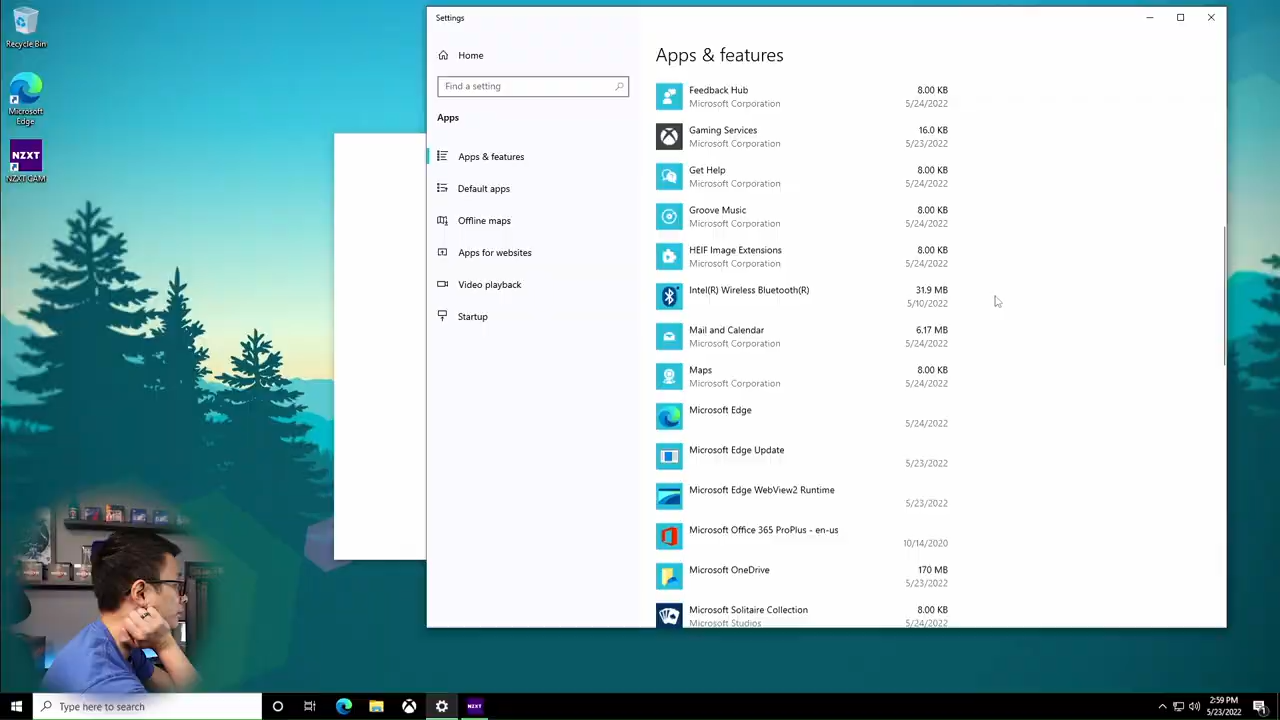 Recycle Bin
Microsoft
Edge
NZXT
NZXT CAM
Settings
Home
Find a setting
Apps
Apps & features
Default apps
Offline maps
Apps for websites
Video playback
Startup
Apps & features
Feedback Hub 8.00 KB
Microsoft Corporation 5/24/2022
Gaming Services 16.0 KB
Microsoft Corporation 5/23/2022
Get Help 8.00 KB
Microsoft Corporation 5/24/2022
Groove Music 8.00 KB
Microsoft Corporation 5/24/2022
HEIF Image Extensions 8.00 KB
Microsoft Corporation 5/24/2022
Intel(R) Wireless Bluetooth(R) 31.9 MB
5/10/2022
Mail and Calendar 6.17 MB
Microsoft Corporation 5/24/2022
Maps 8.00 KB
Microsoft Corporation 5/24/2022
Microsoft Edge
5/24/2022
Microsoft Edge Update
5/23/2022
Microsoft Edge WebView2 Runtime
5/23/2022
Microsoft Office 365 ProPlus - en-us
10/14/2020
Microsoft OneDrive 170 MB
5/23/2022
Microsoft Solitaire Collection 8.00 KB
Microsoft Studios 5/24/2022
Type here to search
NZXT
2:59 PM
5/23/2022
1